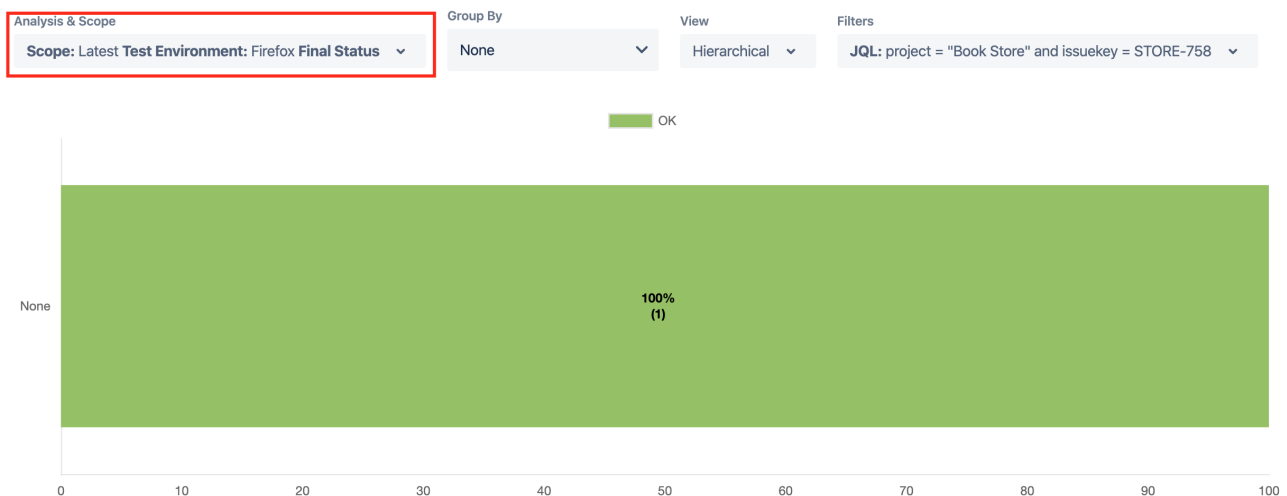 Analysis & Scope
Group By
View
Filters
Scope: Latest Test Environment: Firefox Final Status
None
Hierarchical
JQL: project = "Book Store" and issuekey = STORE-758
OK
100%
(1)
None
0 10 20 30 40 50 60 70 80 90 100